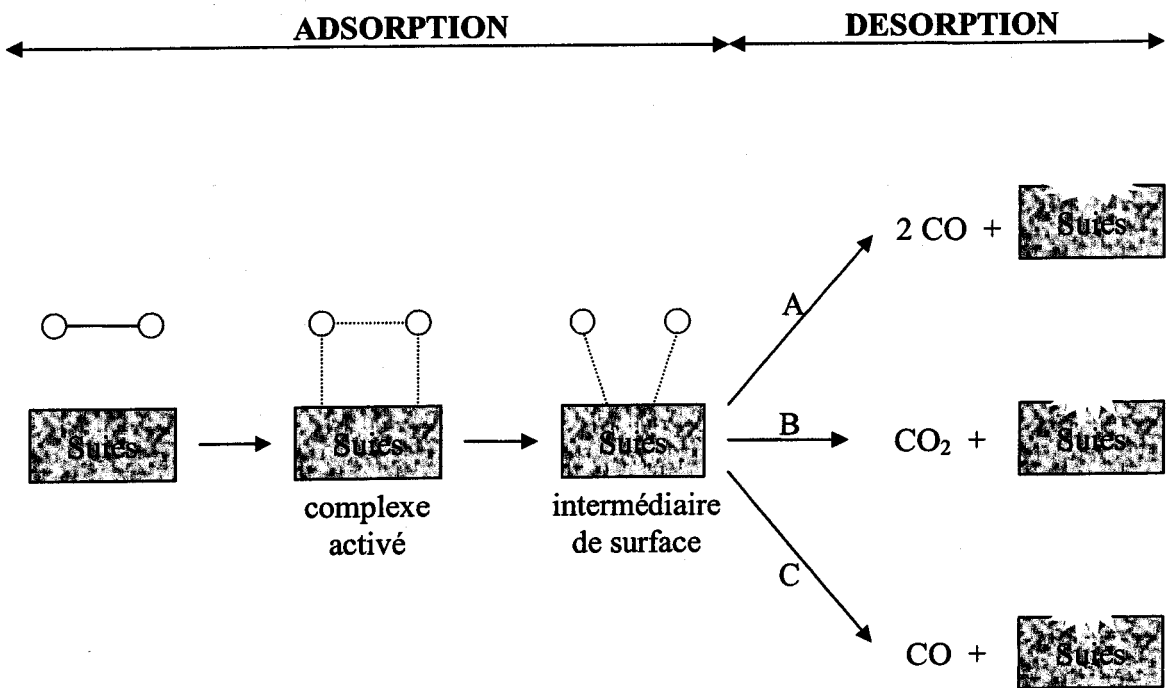 ADSORPTION
DESORPTION
2 CO +
Suies
A
Suies
Suies
Suies
B
CO₂ +
Suies
complexe
activé
intermédiaire
de surface
C
CO +
Suies